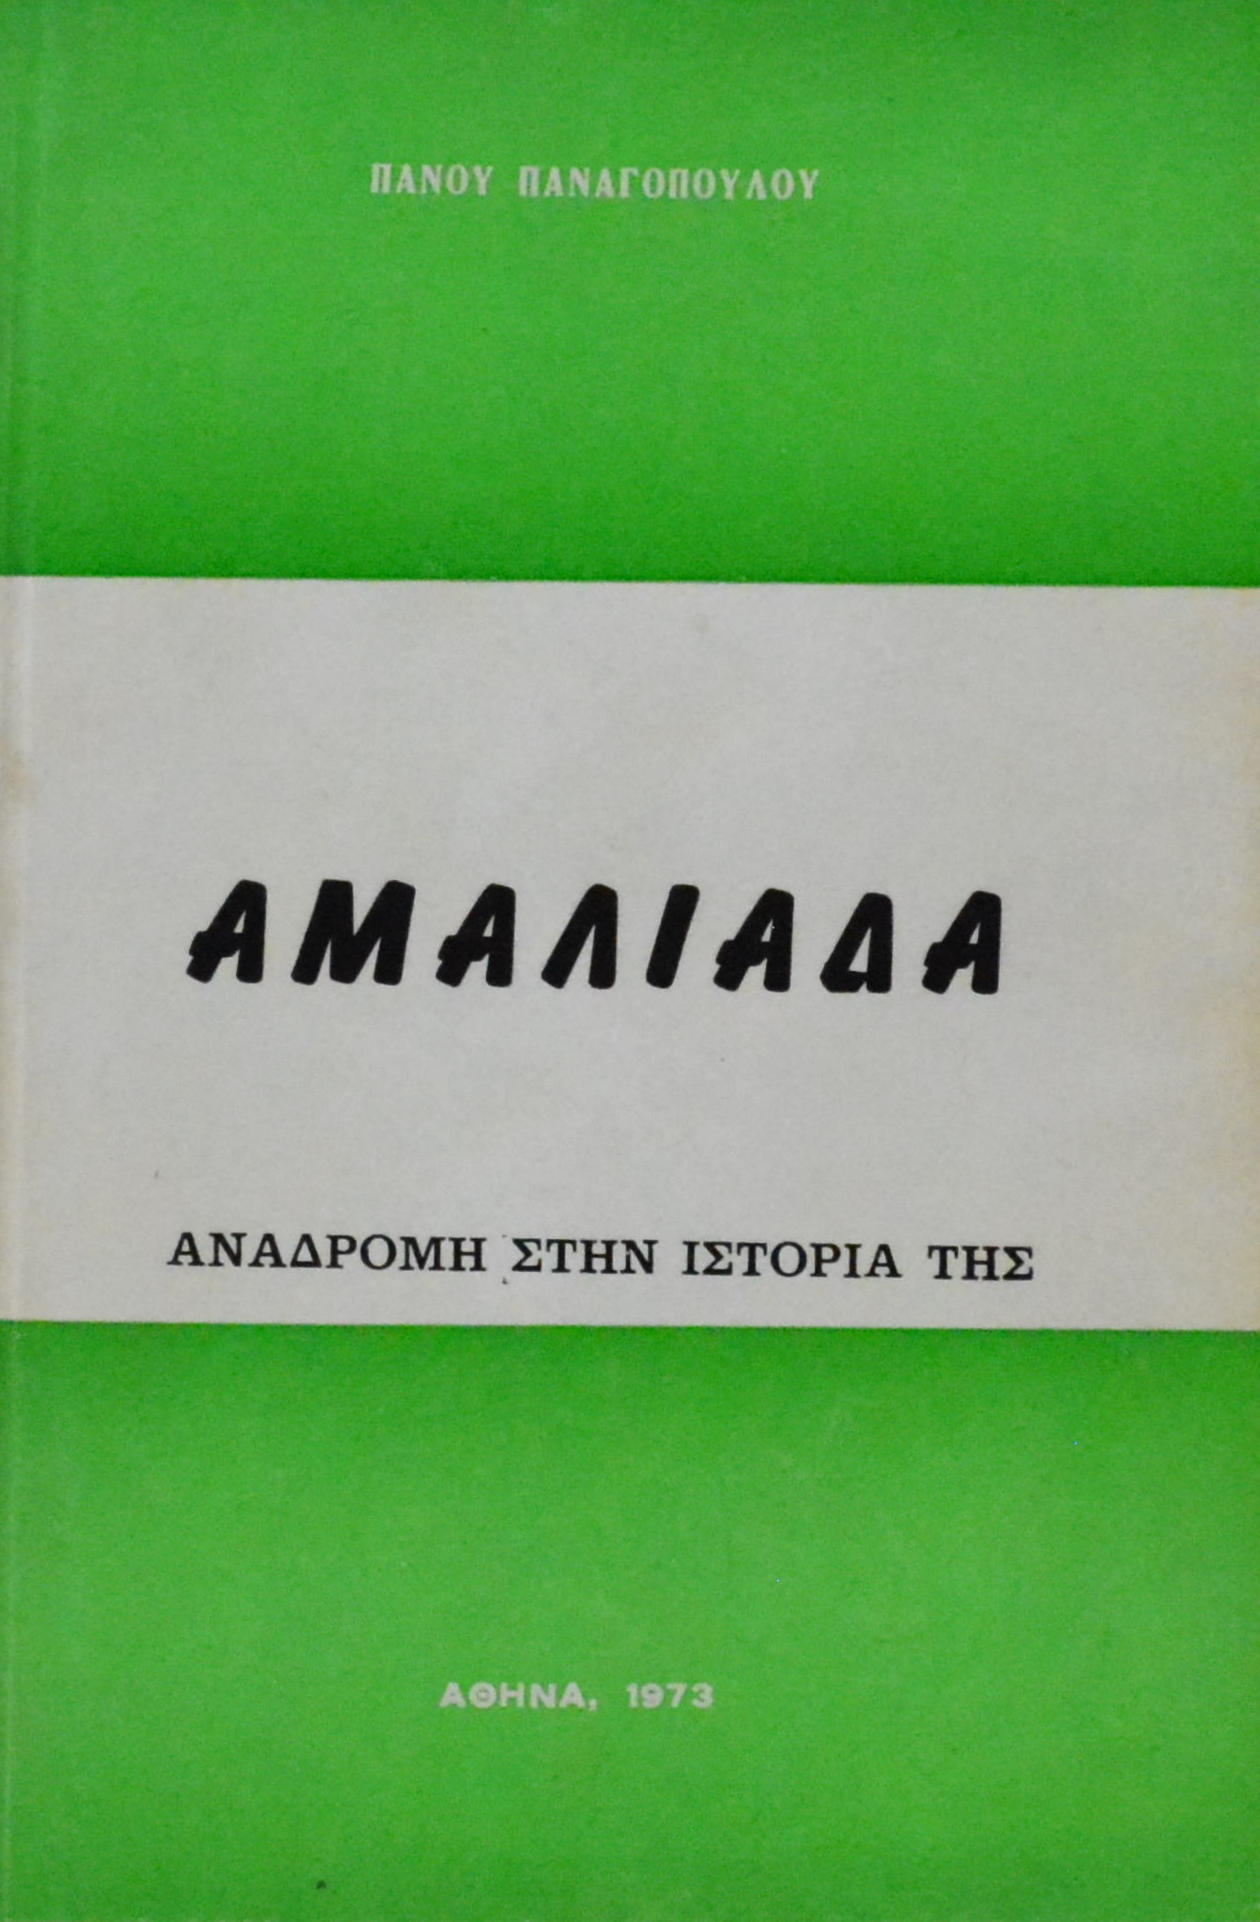 ΠΑΝΟΥ ΠΑΝΑΓΟΠΟΥΛΟΥ
ΑΜΑΛΙΑΔΑ
ΑΝΑΔΡΟΜΗ ΣΤΗΝ ΙΣΤΟΡΙΑ ΤΗΣ
ΑΘΗΝΑ, 1973